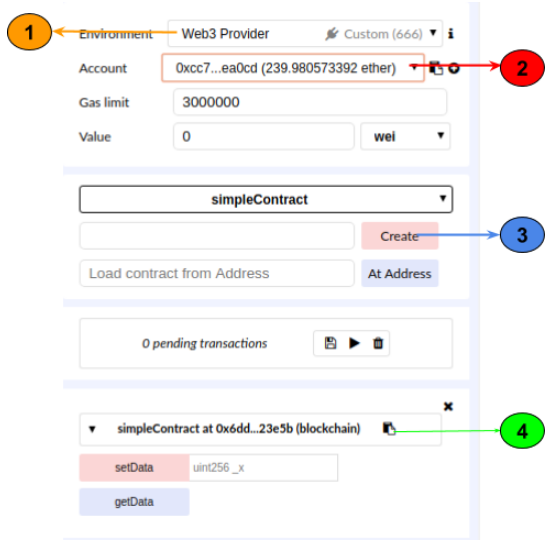 1
Environment Web3 Provider Custom (666) i
Account 0xcc7...ea0cd (239.980573392 ether)
2
Gas limit 3000000
Value 0 wei
simpleContract
Create
3
Load contract from Address At Address
0 pending transactions
simpleContract at 0x6dd...23e5b (blockchain)
4
setData uint256 _x
getData